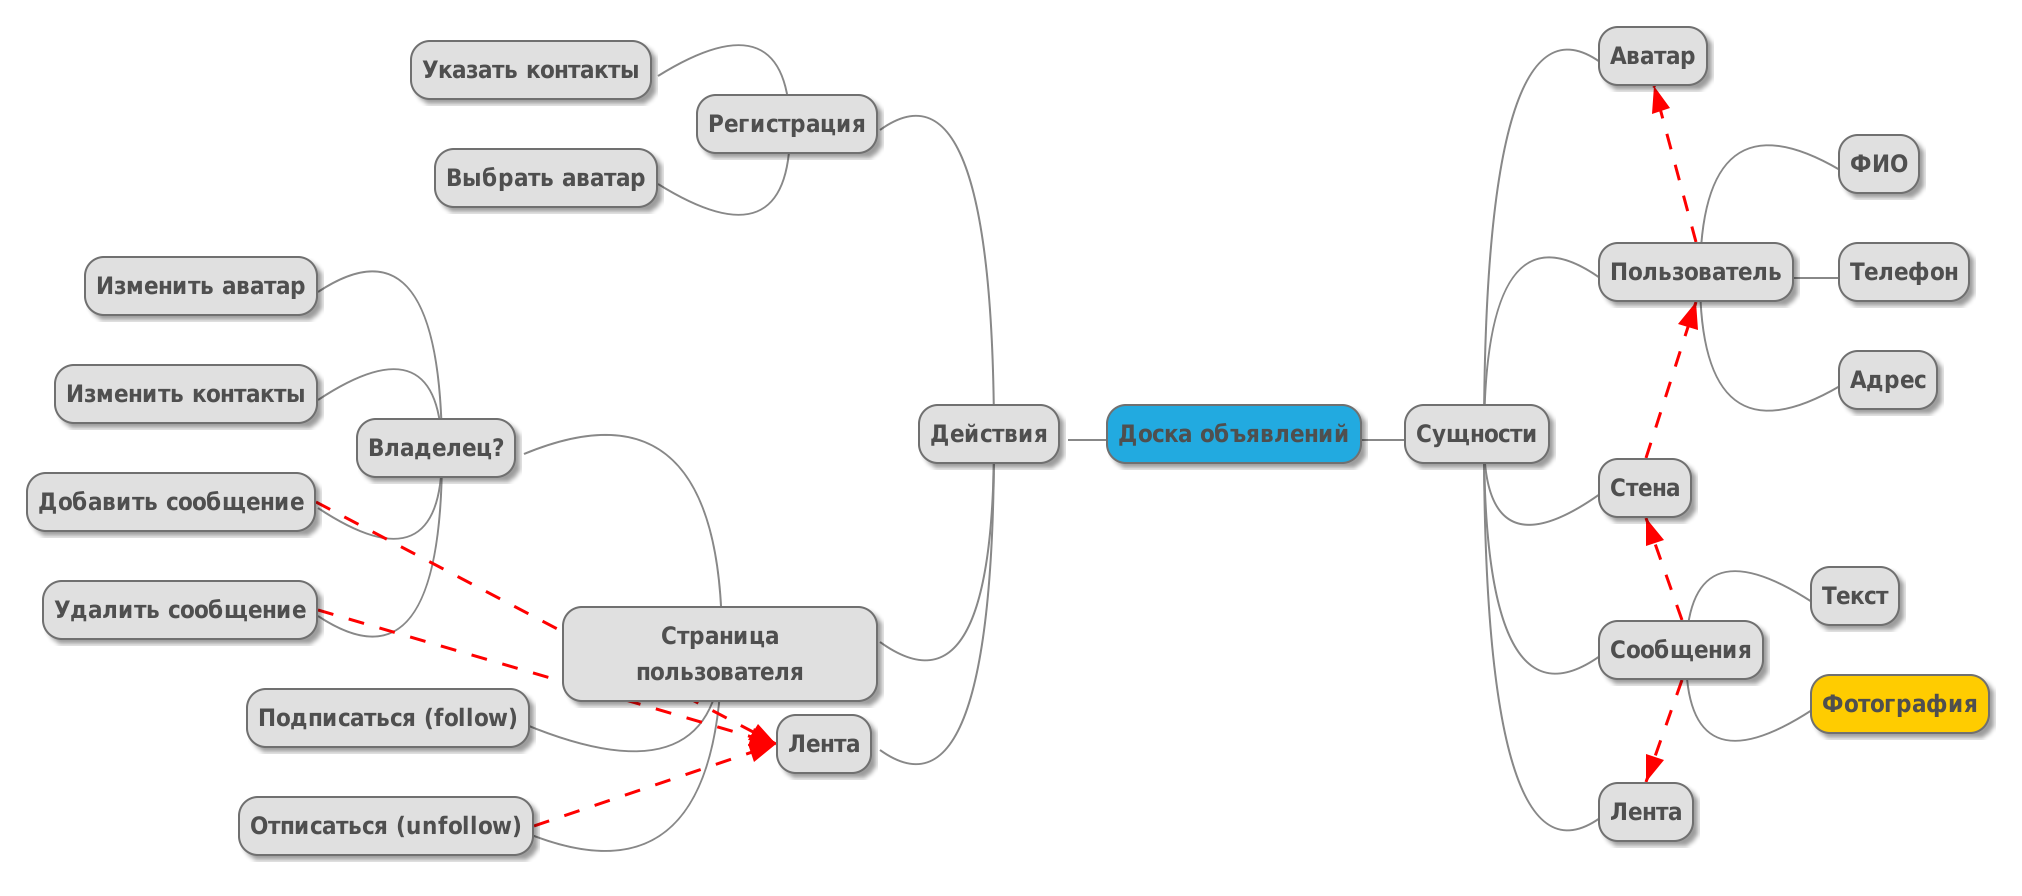 Указать контакты
Регистрация
Выбрать аватар
Изменить аватар
Изменить контакты
Владелец?
Добавить сообщение
Удалить сообщение
Страница
пользователя
Подписаться (follow)
Лента
Отписаться (unfollow)
Действия
Доска объявлений
Сущности
Аватар
ФИО
Пользователь
Телефон
Адрес
Стена
Текст
Сообщения
Фотография
Лента